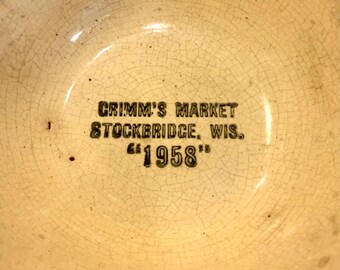 GRIMM'S MARKET
STOCKBRIDGE, WIS.
"1958"